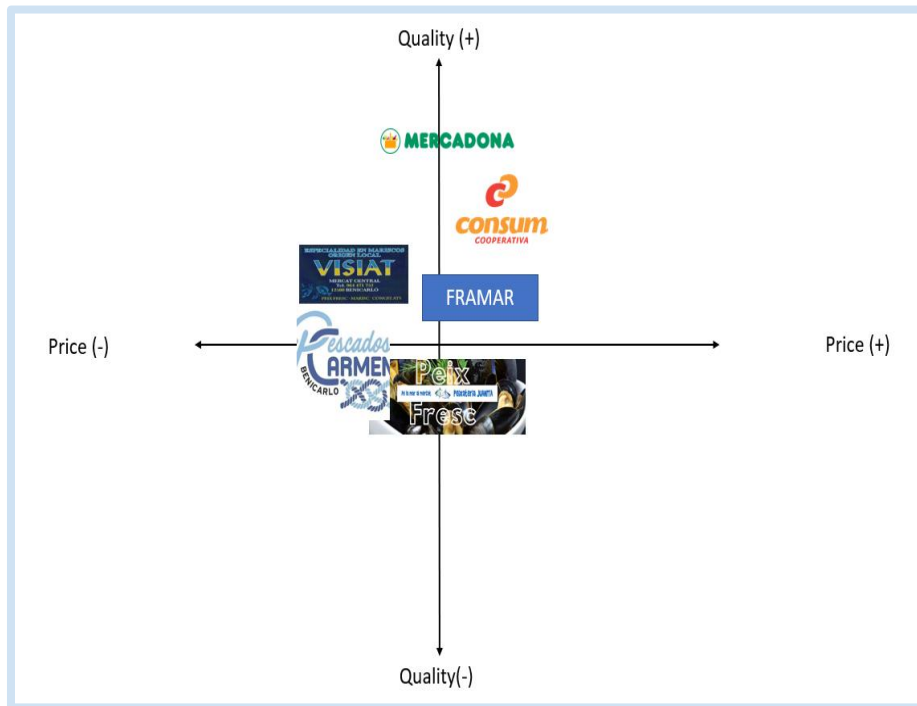 Quality (+)
MERCADONA
consum
COOPERATIVA
ESPECIALIDAD EN MARISCOS
ORIGEN LOCAL
VISIAT
MERCAT CENTRAL
12580 BENICARLO
FRAMAR
Price (-)
Price (+)
Pescados
CARMEN
BENICARLO
Peix
Fresc
Quality(-)